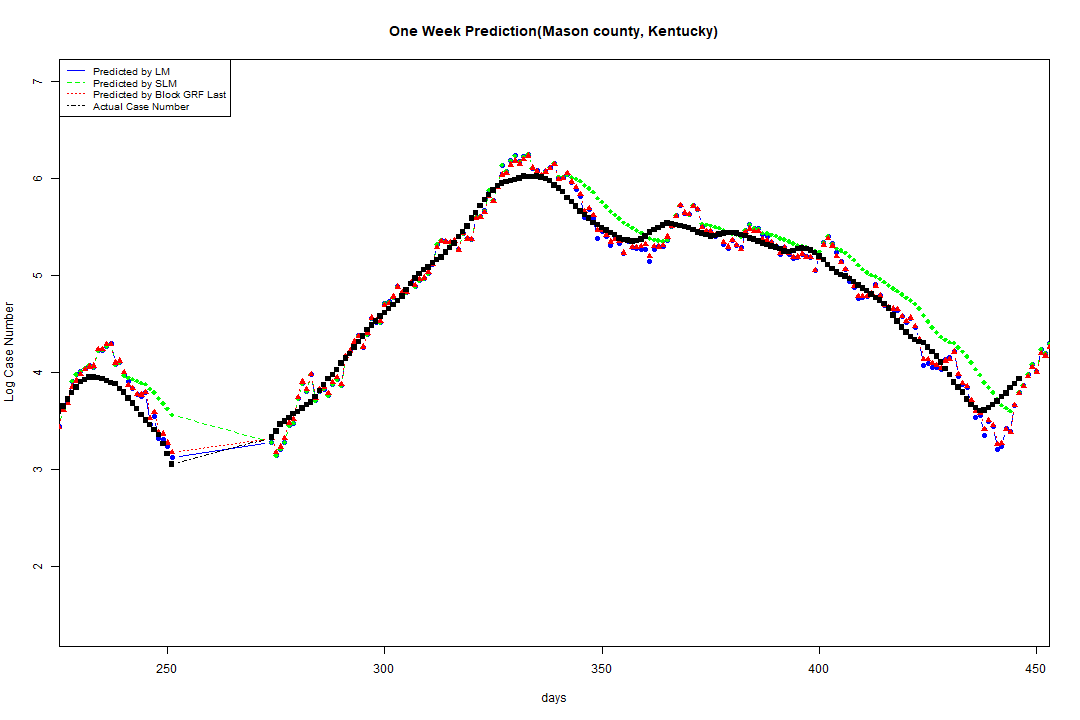 One Week Prediction(Mason county, Kentucky)
Predicted by LM
Predicted by SLM
Predicted by Block GRF Last
Actual Case Number
7
6
5
4
3
2
Log Case Number
250 300 350 400 450
days